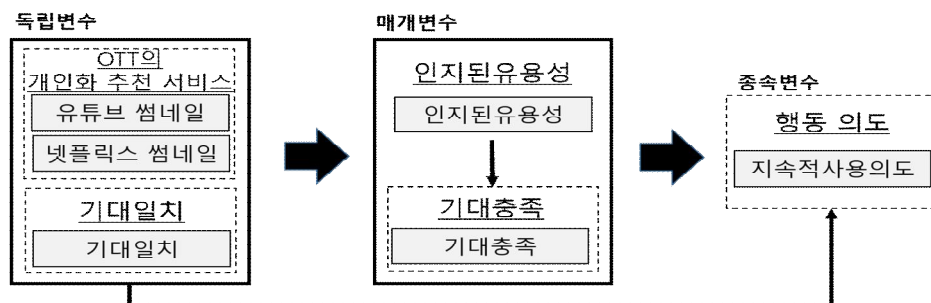 독립변수
OTT의
개인화 추천 서비스
유튜브 썸네일
넷플릭스 썸네일
기대일치
기대일치
매개변수
인지된유용성
인지된유용성
기대충족
기대충족
종속변수
행동 의도
지속적사용의도